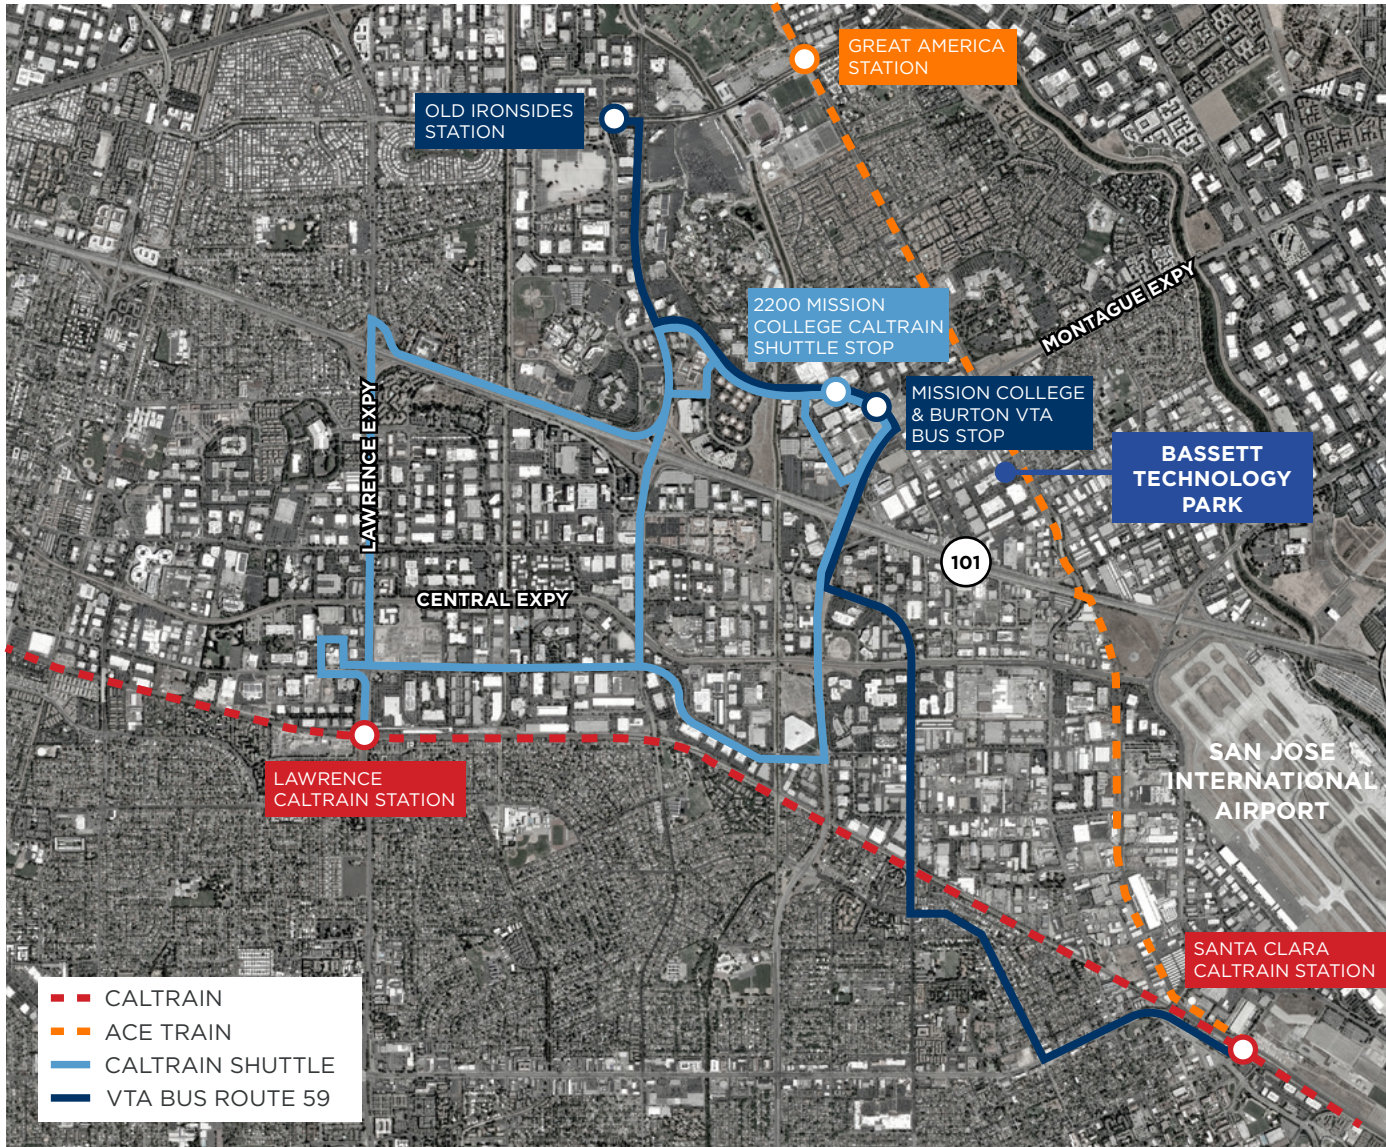 GREAT AMERICA
STATION
OLD IRONSIDES
STATION
MONTAGUE EXPY
2200 MISSION
COLLEGE CALTRAIN
SHUTTLE STOP
MISSION COLLEGE
& BURTON VTA
BUS STOP
LAWRENCE EXPY
BASSETT
TECHNOLOGY
PARK
101
CENTRAL EXPY
SAN JOSE
INTERNATIONAL
AIRPORT
LAWRENCE
CALTRAIN STATION
SANTA CLARA
CALTRAIN STATION
CALTRAIN
ACE TRAIN
CALTRAIN SHUTTLE
VTA BUS ROUTE 59